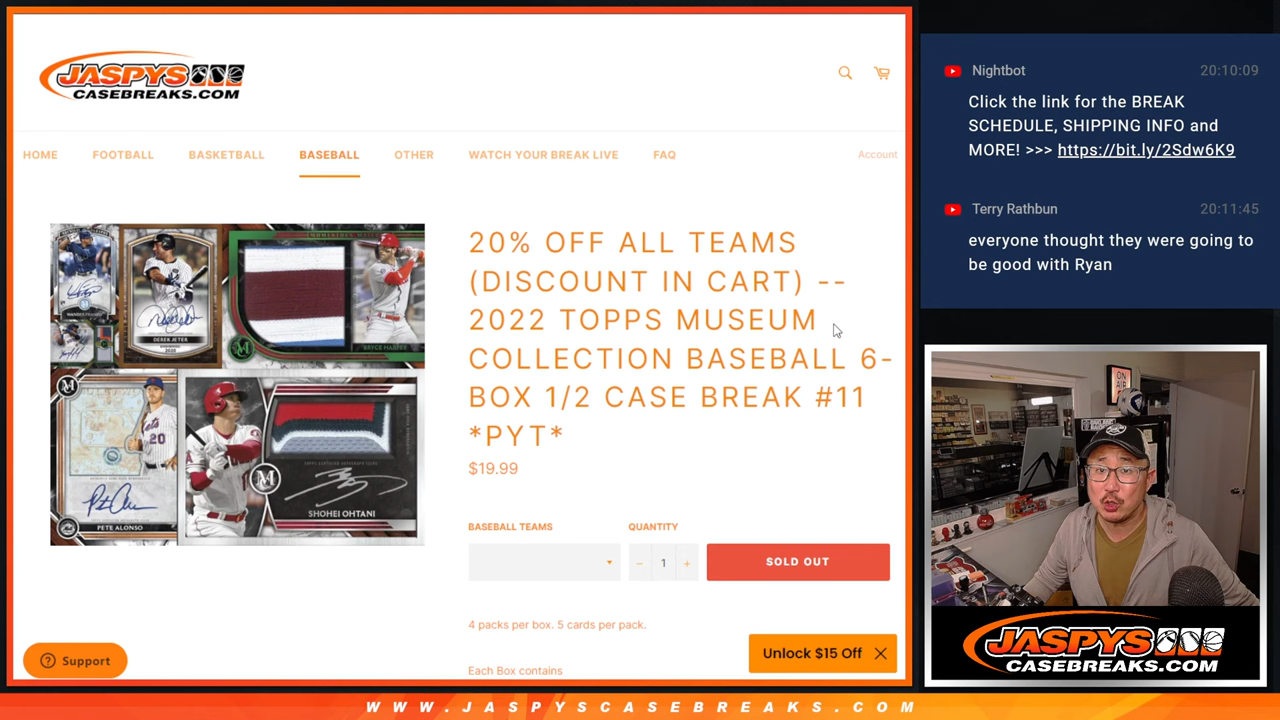 JASPYS
CASEBREAKS.COM
HOME FOOTBALL BASKETBALL BASEBALL OTHER WATCH YOUR BREAK LIVE FAQ Account
20% OFF ALL TEAMS
(DISCOUNT IN CART) --
2022 TOPPS MUSEUM
COLLECTION BASEBALL 6-
BOX 1/2 CASE BREAK #11
*PYT*
$19.99
DEREK JETER
BRYCE HARPER
PETE ALONSO
SHOHEI OHTANI
BASEBALL TEAMS QUANTITY
− 1 + SOLD OUT
4 packs per box. 5 cards per pack.
Each Box contains
Support
Unlock $15 Off
Nightbot 20:10:09
Click the link for the BREAK
SCHEDULE, SHIPPING INFO and
MORE! >>> https://bit.ly/2Sdw6K9
Terry Rathbun 20:11:45
everyone thought they were going to
be good with Ryan
ON
AIR
JASPYS
CASEBREAKS.COM
WWW.JASPYSCASEBREAKS.COM